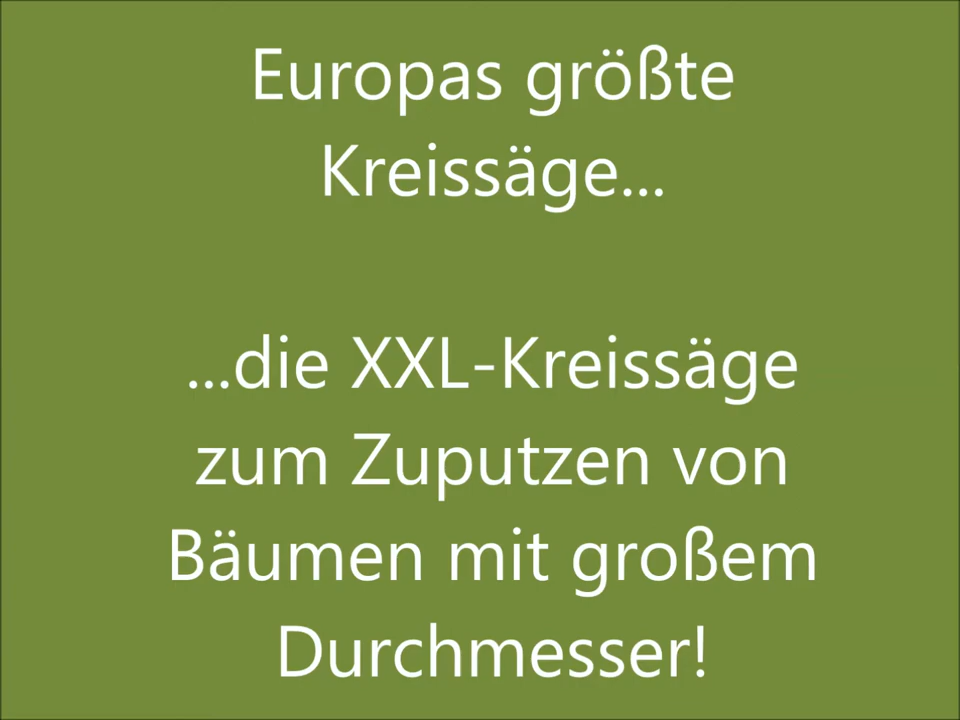 Europas größte
Kreissäge...
...die XXL-Kreissäge
zum Zuputzen von
Bäumen mit großem
Durchmesser!